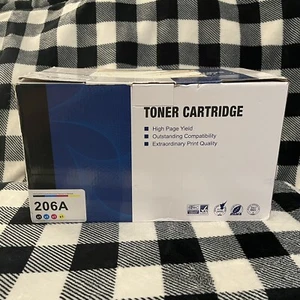 TONER CARTRIDGE
High Page Yield
Outstanding Compatibility
Extraordinary Print Quality
206A